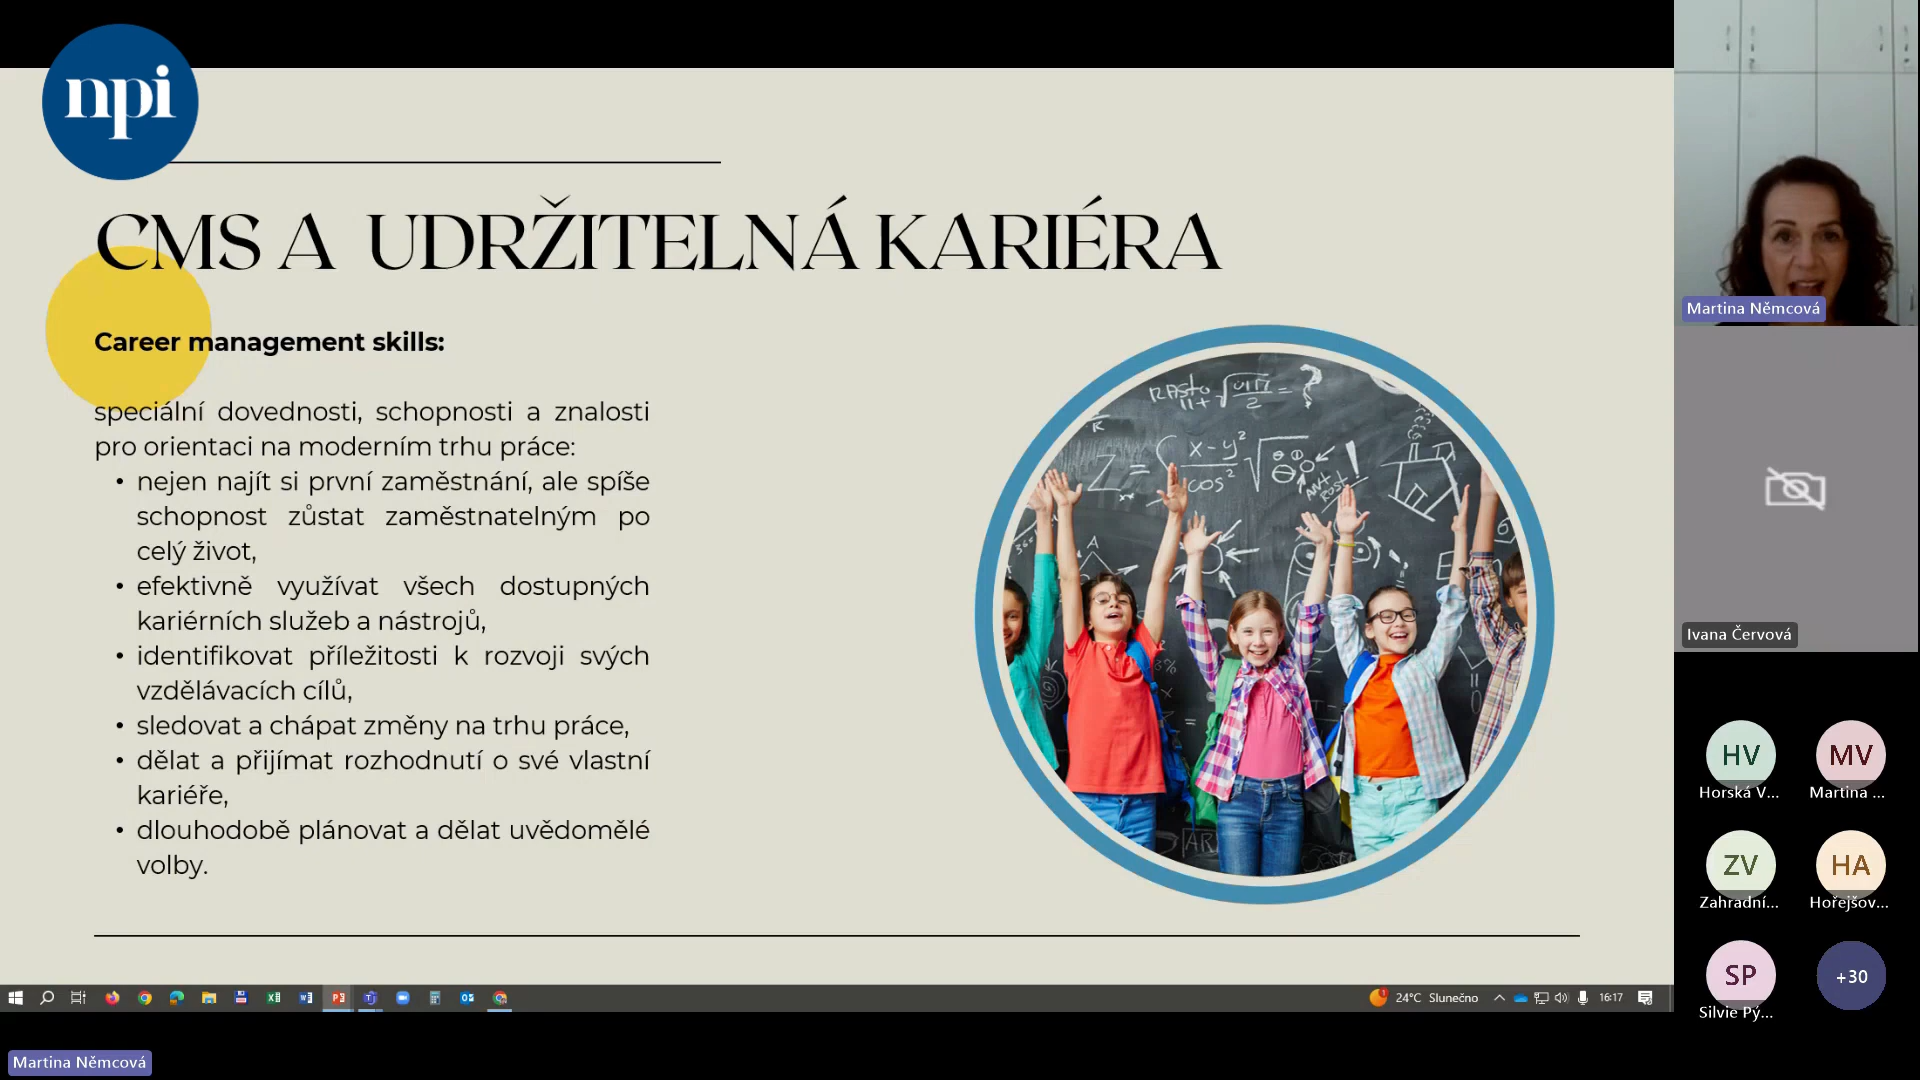 npi
CMS A UDRŽITELNÁ KARIÉRA
Career management skills:
speciální dovednosti, schopnosti a znalosti
pro orientaci na moderním trhu práce:
• nejen najít si první zaměstnání, ale spíše
schopnost zůstat zaměstnatelným po
celý život,
• efektivně využívat všech dostupných
kariérních služeb a nástrojů,
• identifikovat příležitosti k rozvoji svých
vzdělávacích cílů,
• sledovat a chápat změny na trhu práce,
• dělat a přijímat rozhodnutí o své vlastní
kariéře,
• dlouhodobě plánovat a dělat uvědomělé
volby.
x - y²
cos²
Martina Němcová
Ivana Červová
HV
MV
Horská V...
Martina ...
ZV
HA
Zahradní...
Hořejšov...
SP
+30
Silvie Pý...
24°C Slunečno
16:17
Martina Němcová